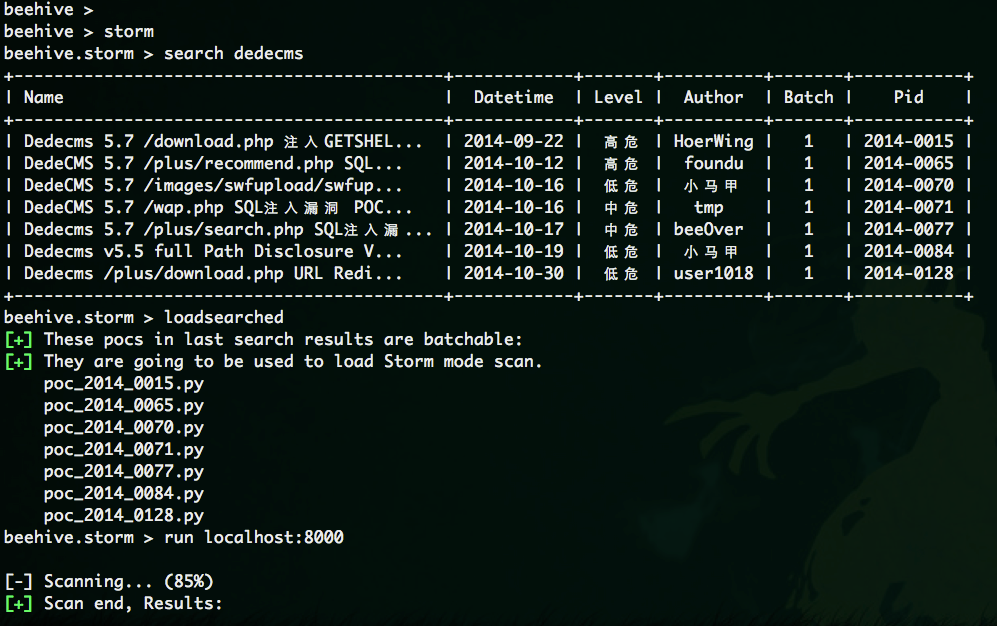 beehive >
beehive > storm
beehive.storm > search dedecms
+-------------------------------------------+------------+-------+----------+-------+-----------+
| Name | Datetime | Level | Author | Batch | Pid |
+-------------------------------------------+------------+-------+----------+-------+-----------+
| Dedecms 5.7 /download.php 注入GETSHEL... | 2014-09-22 | 高危 | HoerWing | 1 | 2014-0015 |
| DedeCMS 5.7 /plus/recommend.php SQL... | 2014-10-12 | 高危 | foundu | 1 | 2014-0065 |
| DedeCMS 5.7 /images/swfupload/swfup... | 2014-10-16 | 低危 | 小马甲 | 1 | 2014-0070 |
| DedeCMS 5.7 /wap.php SQL注入漏洞 POC... | 2014-10-16 | 中危 | tmp | 1 | 2014-0071 |
| Dedecms 5.7 /plus/search.php SQL注入漏... | 2014-10-17 | 中危 | beeOver | 1 | 2014-0077 |
| Dedecms v5.5 full Path Disclosure V... | 2014-10-19 | 低危 | 小马甲 | 1 | 2014-0084 |
| Dedecms /plus/download.php URL Redi... | 2014-10-30 | 低危 | user1018 | 1 | 2014-0128 |
+-------------------------------------------+------------+-------+----------+-------+-----------+
beehive.storm > loadsearched
[+] These pocs in last search results are batchable:
[+] They are going to be used to load Storm mode scan.
poc_2014_0015.py
poc_2014_0065.py
poc_2014_0070.py
poc_2014_0071.py
poc_2014_0077.py
poc_2014_0084.py
poc_2014_0128.py
beehive.storm > run localhost:8000
[-] Scanning... (85%)
[+] Scan end, Results: